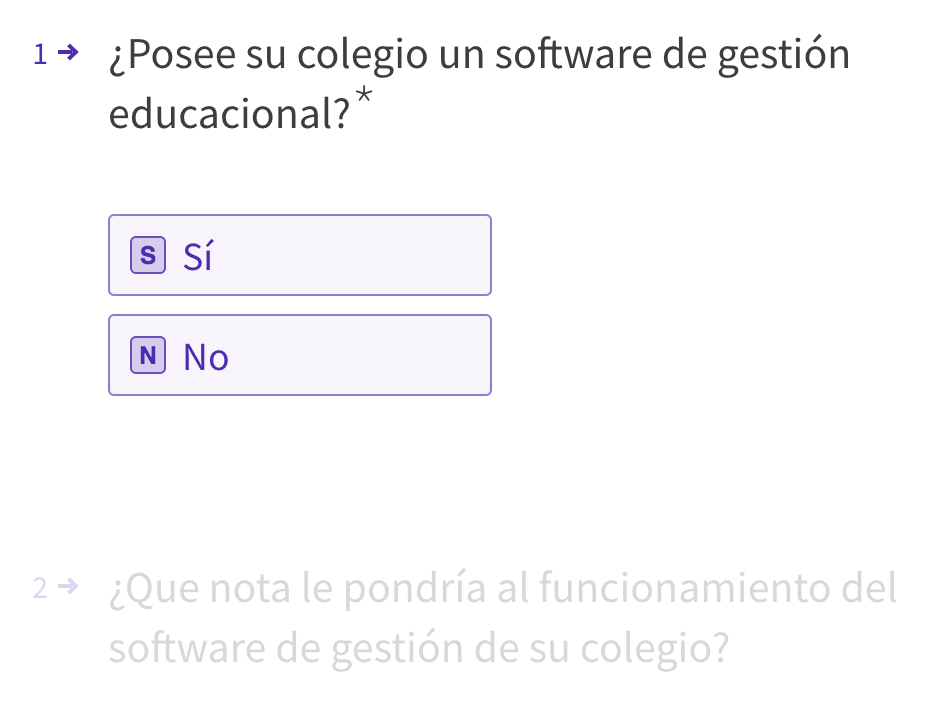 1 → ¿Posee su colegio un software de gestión
educacional?*
S Sí
N No
2 → ¿Que nota le pondría al funcionamiento del
software de gestión de su colegio?